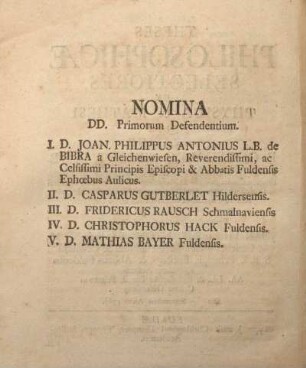 NOMINA
DD. Primorum Defendentium.
I. D. JOAN. PHILIPPUS ANTONIUS L.B. de
BIBRA a Gleichenwiesen, Reverendissimi, ac
Celsissimi Principis Episcopi & Abbatis Fuldensis
Ephœbus Aulicus.
II. D. CASPARUS GUTBERLET Hildersensis.
III. D. FRIDERICUS RAUSCH Schmalnaviensis
IV. D. CHRISTOPHORUS HACK Fuldensis.
V. D. MATHIAS BAYER Fuldensis.